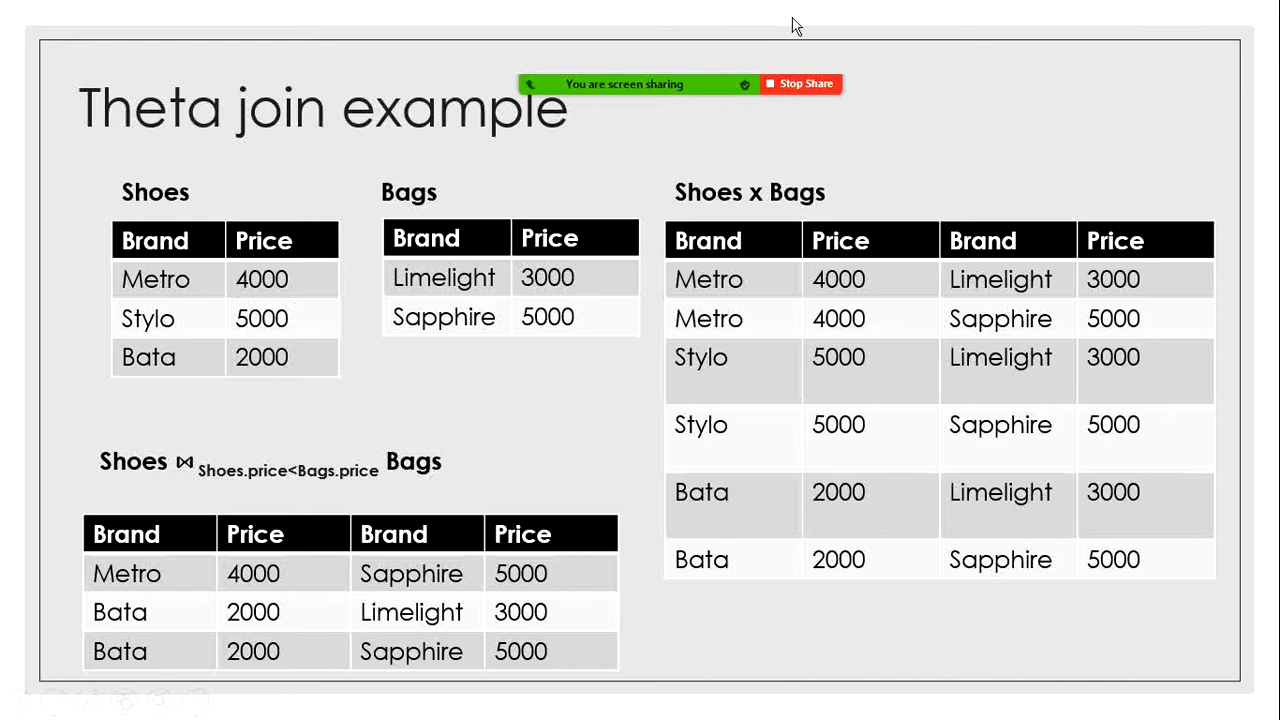 You are screen sharing
Stop Share
Theta join example
Shoes
Brand Price
Metro 4000
Stylo 5000
Bata 2000
Bags
Brand Price
Limelight 3000
Sapphire 5000
Shoes x Bags
Brand Price Brand Price
Metro 4000 Limelight 3000
Metro 4000 Sapphire 5000
Stylo 5000 Limelight 3000
Stylo 5000 Sapphire 5000
Bata 2000 Limelight 3000
Bata 2000 Sapphire 5000
Shoes ⋈ Shoes.price<Bags.price Bags
Brand Price Brand Price
Metro 4000 Sapphire 5000
Bata 2000 Limelight 3000
Bata 2000 Sapphire 5000